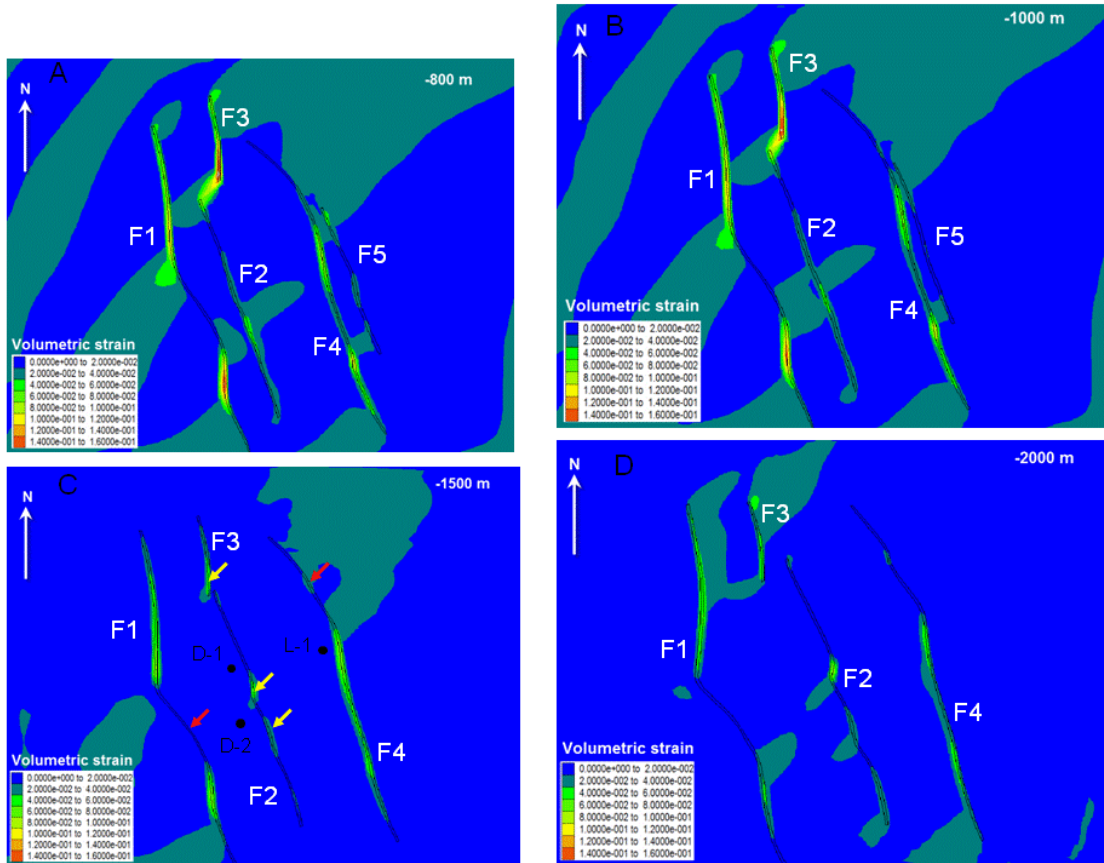 A
-800 m
N
F3
F1
F5
F2
F4
Volumetric strain
0.0000e+000 to 2.0000e-002
2.0000e-002 to 4.0000e-002
4.0000e-002 to 6.0000e-002
6.0000e-002 to 8.0000e-002
8.0000e-002 to 1.0000e-001
1.0000e-001 to 1.2000e-001
1.2000e-001 to 1.4000e-001
1.4000e-001 to 1.6000e-001
B
-1000 m
N
F3
F1
F2
F5
F4
Volumetric strain
0.0000e+000 to 2.0000e-002
2.0000e-002 to 4.0000e-002
4.0000e-002 to 6.0000e-002
6.0000e-002 to 8.0000e-002
8.0000e-002 to 1.0000e-001
1.0000e-001 to 1.2000e-001
1.2000e-001 to 1.4000e-001
1.4000e-001 to 1.6000e-001
C
-1500 m
N
F3
F1
D-1
L-1
D-2
F4
F2
Volumetric strain
0.0000e+000 to 2.0000e-002
2.0000e-002 to 4.0000e-002
4.0000e-002 to 6.0000e-002
6.0000e-002 to 8.0000e-002
8.0000e-002 to 1.0000e-001
1.0000e-001 to 1.2000e-001
1.2000e-001 to 1.4000e-001
1.4000e-001 to 1.6000e-001
D
-2000 m
N
F3
F1
F2
F4
Volumetric strain
0.0000e+000 to 2.0000e-002
2.0000e-002 to 4.0000e-002
4.0000e-002 to 6.0000e-002
6.0000e-002 to 8.0000e-002
8.0000e-002 to 1.0000e-001
1.0000e-001 to 1.2000e-001
1.2000e-001 to 1.4000e-001
1.4000e-001 to 1.6000e-001